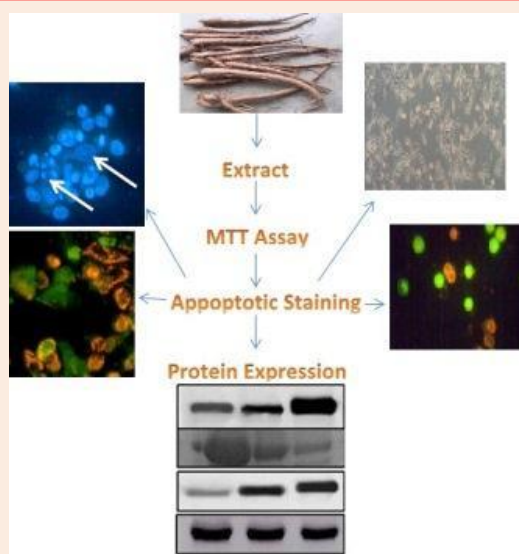 Extract
MTT Assay
Appoptotic Staining
Protein Expression